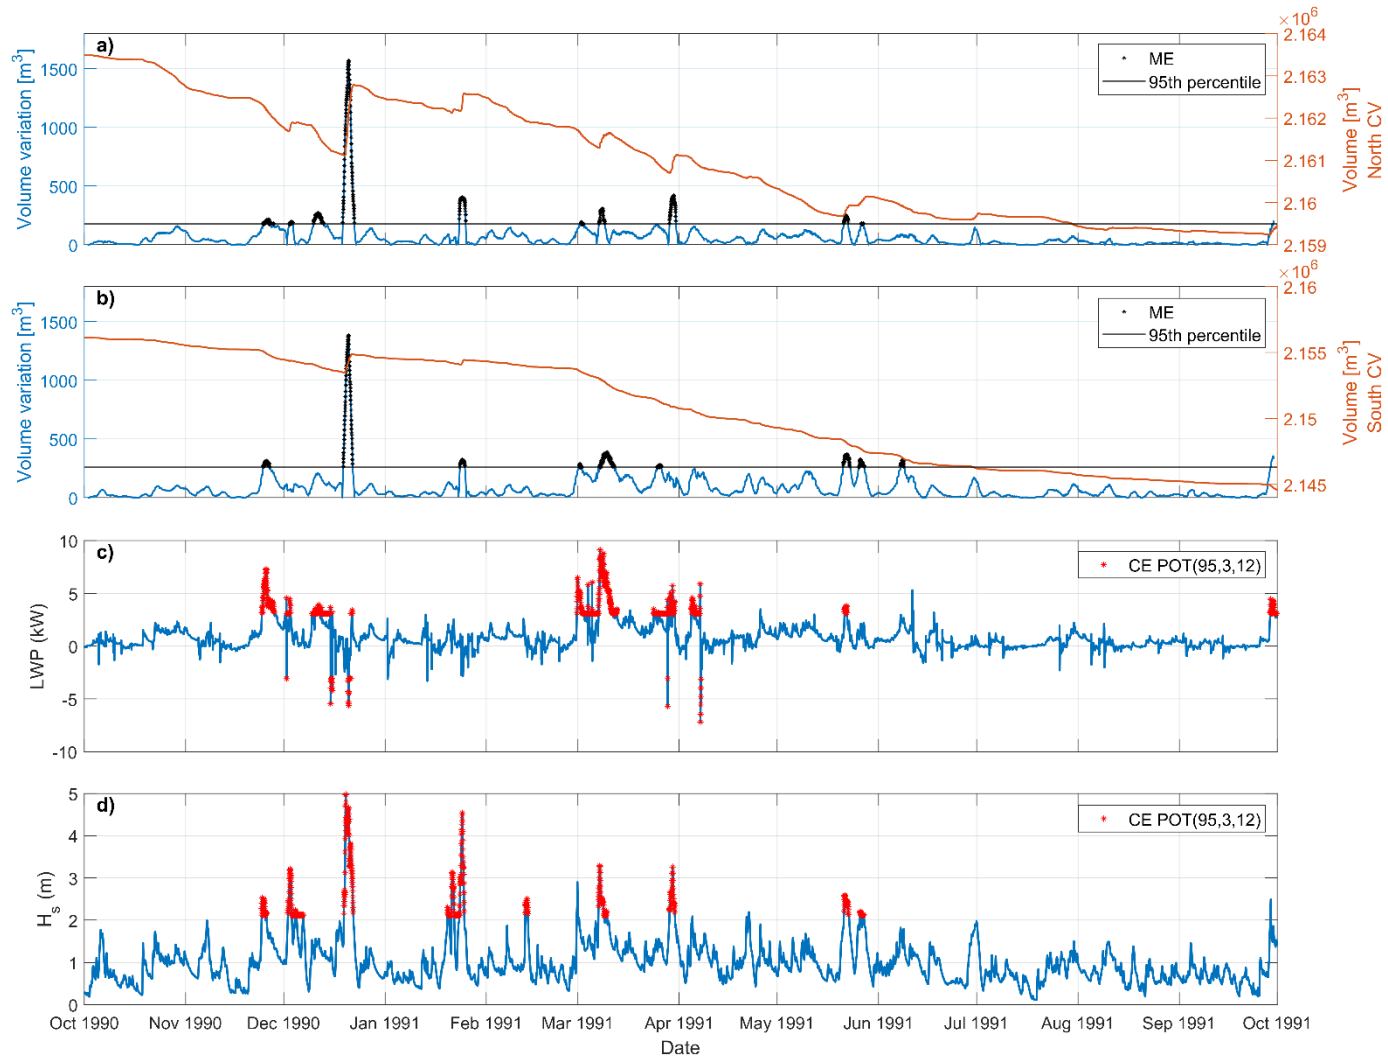 a)
Volume variation [m³]
1500
1000
500
0
ME
95th percentile
×10⁶
2.164
2.163
2.162
2.161
2.16
2.159
Volume [m³]
North CV
b)
Volume variation [m³]
1500
1000
500
0
ME
95th percentile
×10⁶
2.16
2.155
2.15
2.145
Volume [m³]
South CV
c)
LWP (kW)
10
5
0
-5
-10
CE POT(95,3,12)
d)
Hₛ (m)
5
4
3
2
1
0
CE POT(95,3,12)
Oct 1990 Nov 1990 Dec 1990 Jan 1991 Feb 1991 Mar 1991 Apr 1991 May 1991 Jun 1991 Jul 1991 Aug 1991 Sep 1991 Oct 1991
Date